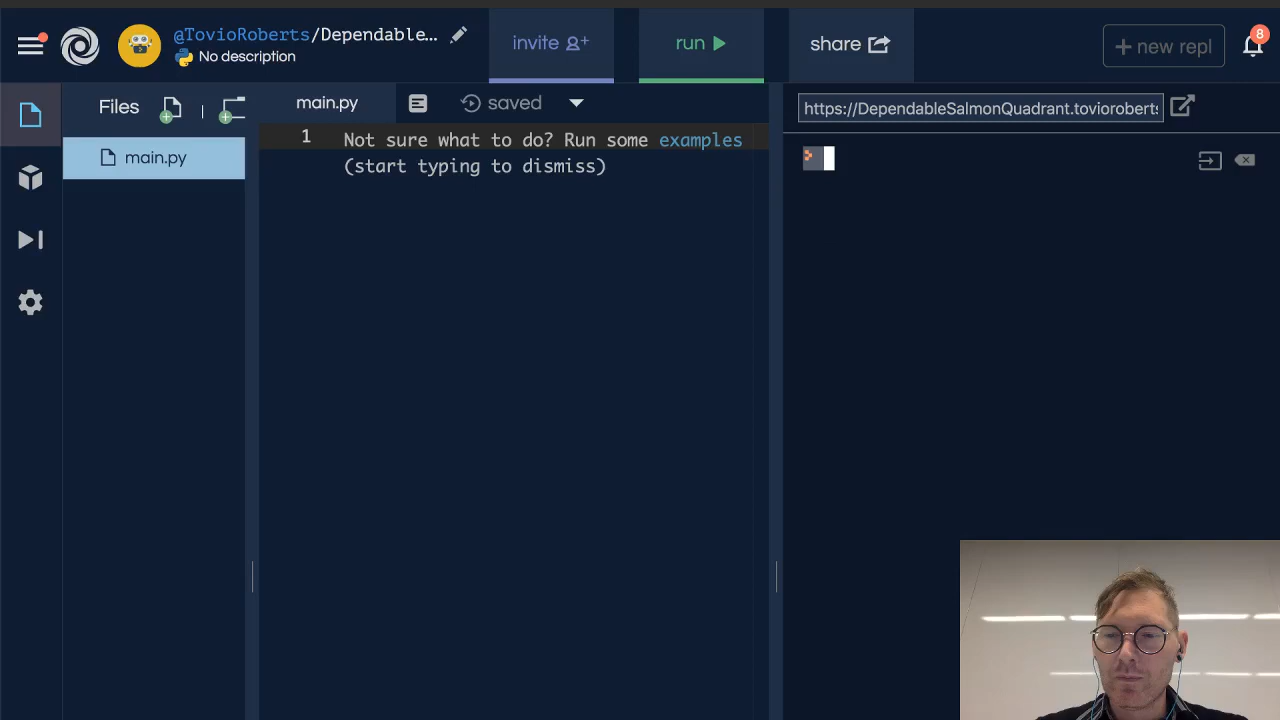 @TovioRoberts/Dependable...
No description
invite
run
share
+ new repl
8
Files
main.py
saved
https://DependableSalmonQuadrant.tovioroberts
main.py
1 Not sure what to do? Run some examples
(start typing to dismiss)